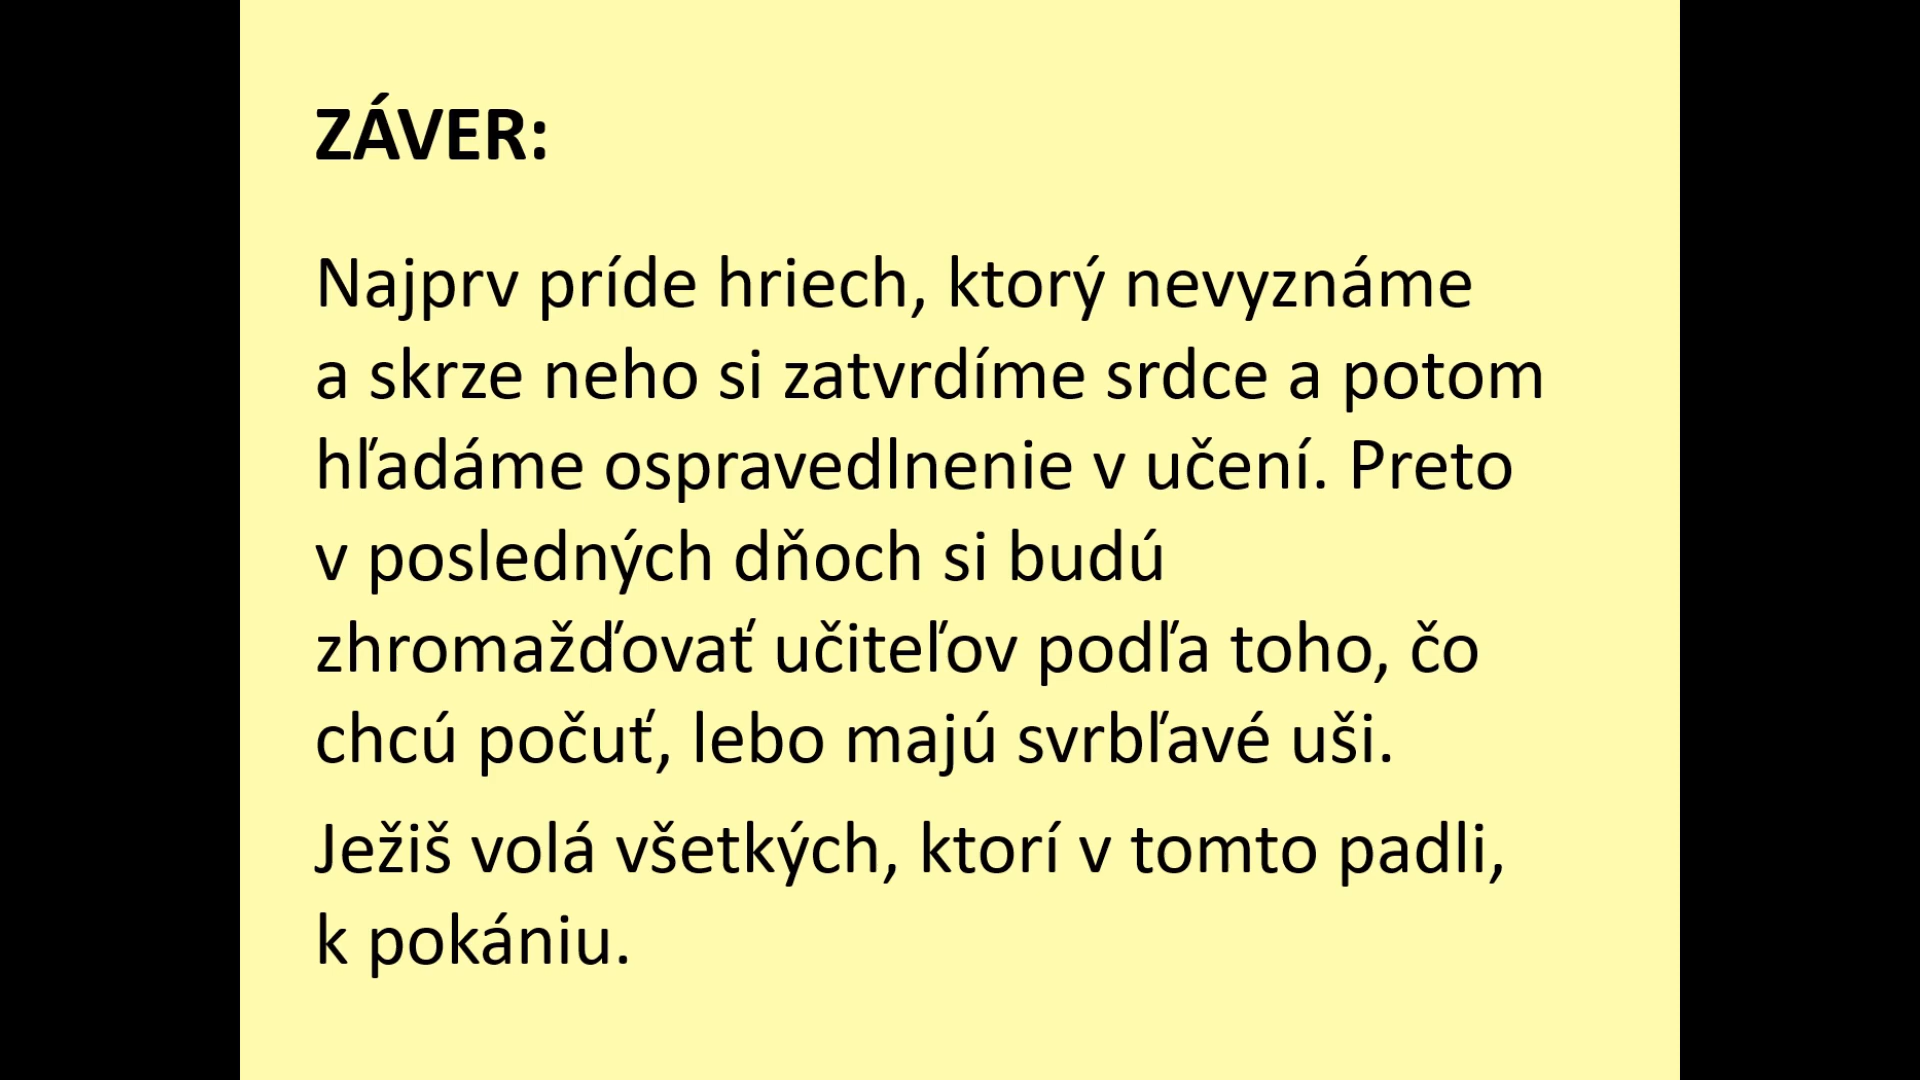 ZÁVER:
Najprv príde hriech, ktorý nevyznáme
a skrze neho si zatvrdíme srdce a potom
hľadáme ospravedlnenie v učení. Preto
v posledných dňoch si budú
zhromažďovať učiteľov podľa toho, čo
chcú počuť, lebo majú svrbľavé uši.
Ježiš volá všetkých, ktorí v tomto padli,
k pokániu.